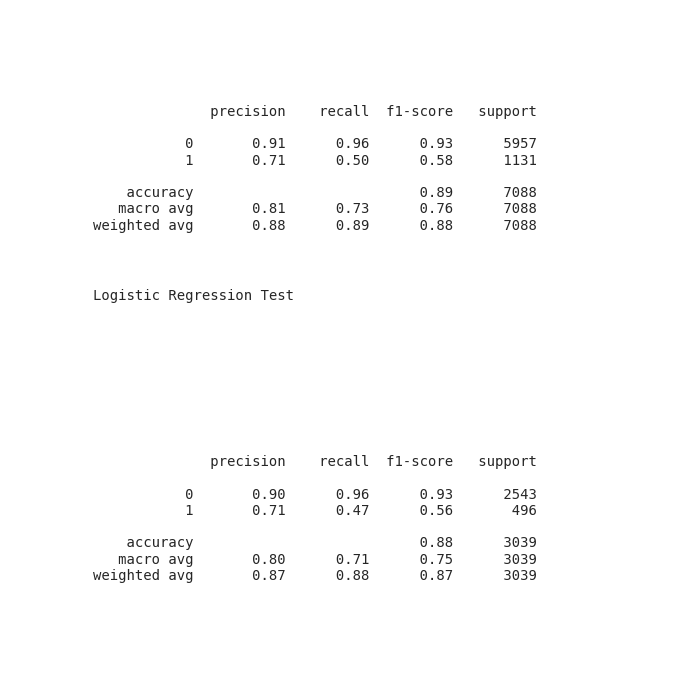 precision recall f1-score support
0 0.91 0.96 0.93 5957
1 0.71 0.50 0.58 1131
accuracy 0.89 7088
macro avg 0.81 0.73 0.76 7088
weighted avg 0.88 0.89 0.88 7088
Logistic Regression Test
precision recall f1-score support
0 0.90 0.96 0.93 2543
1 0.71 0.47 0.56 496
accuracy 0.88 3039
macro avg 0.80 0.71 0.75 3039
weighted avg 0.87 0.88 0.87 3039